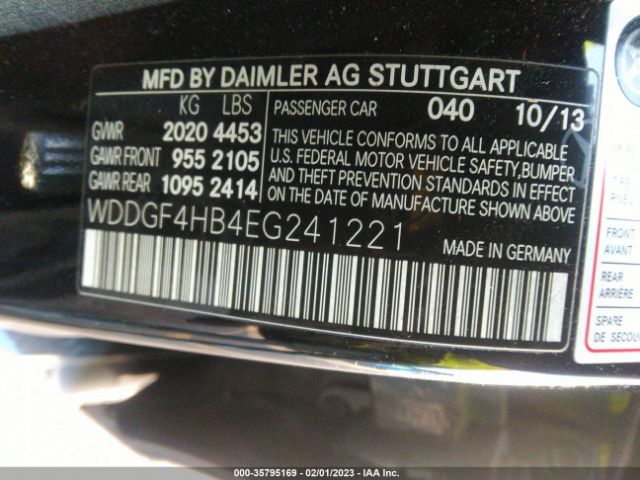 MFD BY DAIMLER AG STUTTGART
KG LBS
GVWR 2020 4453
GAWR FRONT 955 2105
GAWR REAR 1095 2414
PASSENGER CAR 040 10/13
THIS VEHICLE CONFORMS TO ALL APPLICABLE
U.S. FEDERAL MOTOR VEHICLE SAFETY, BUMPER
AND THEFT PREVENTION STANDARDS IN EFFECT
ON THE DATE OF MANUFACTURE SHOWN ABOVE
WDDGF4HB4EG241221
MADE IN GERMANY
FRONT
AVANT
REAR
ARRIÈRE
SPARE
DE SECOU
000-35795169 - 02/01/2023 - IAA Inc.